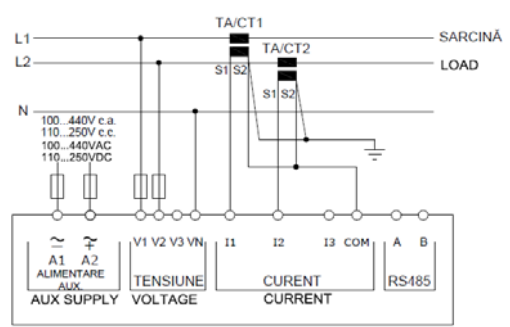 TA/CT1
L1
SARCINĂ
TA/CT2
L2
LOAD
S1 S2
S1 S2
N
100...440V c.a.
110...250V c.c.
100...440VAC
110...250VDC
A1 A2
V1 V2 V3 VN
I1 I2 I3 COM
A B
ALIMENTARE
AUX.
AUX SUPPLY
TENSIUNE
VOLTAGE
CURENT
CURRENT
RS485